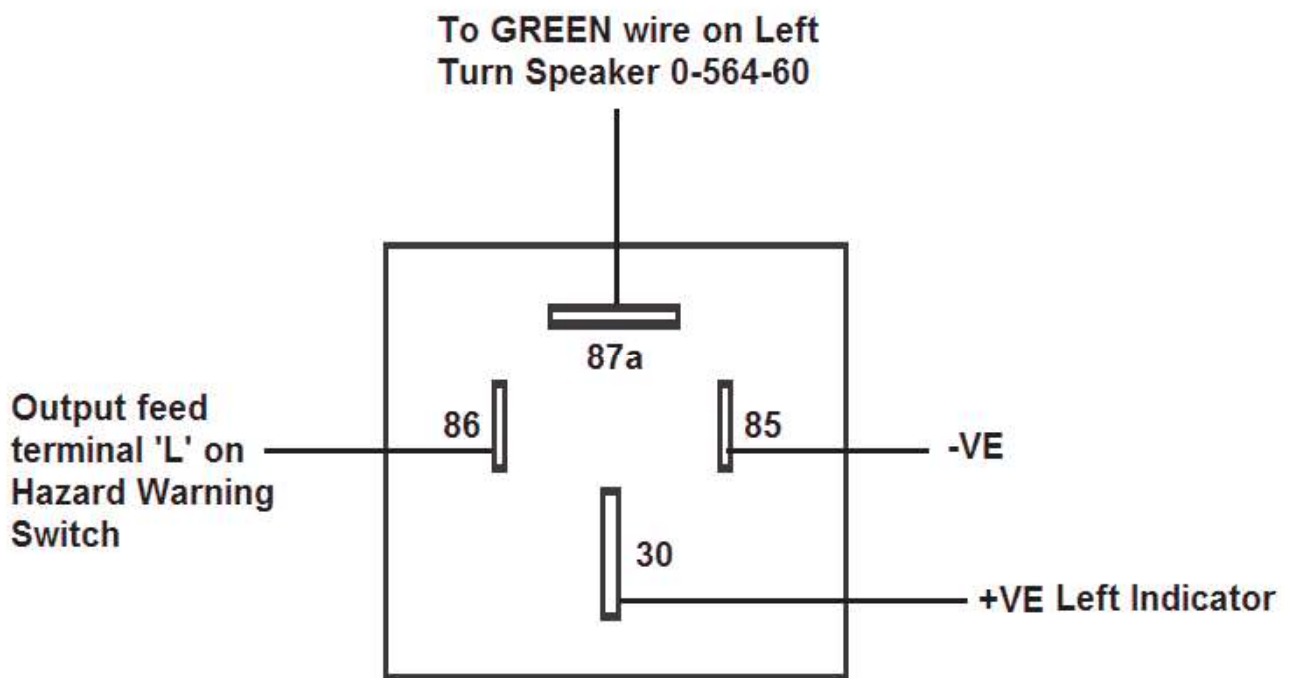 To GREEN wire on Left
Turn Speaker 0-564-60
87a
86
85
Output feed
terminal 'L' on
Hazard Warning
Switch
-VE
30
+VE Left Indicator